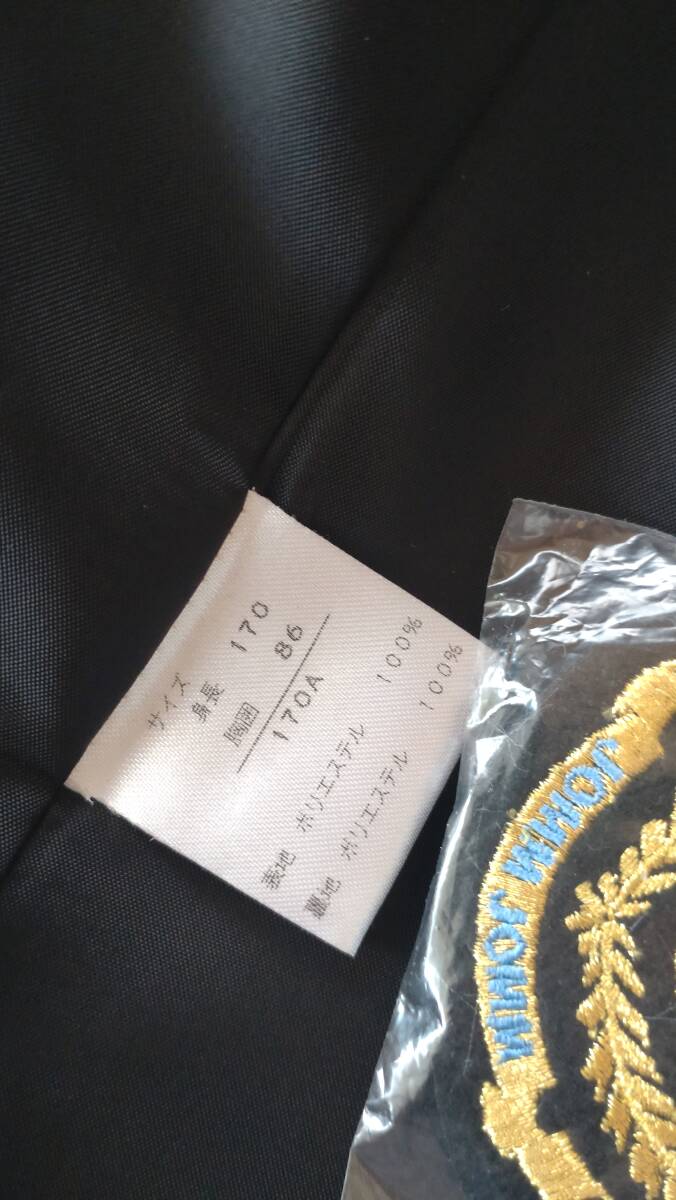 サイズ
身長 170
胸囲 86
170A
表地 ポリエステル 100%
裏地 ポリエステル 100%